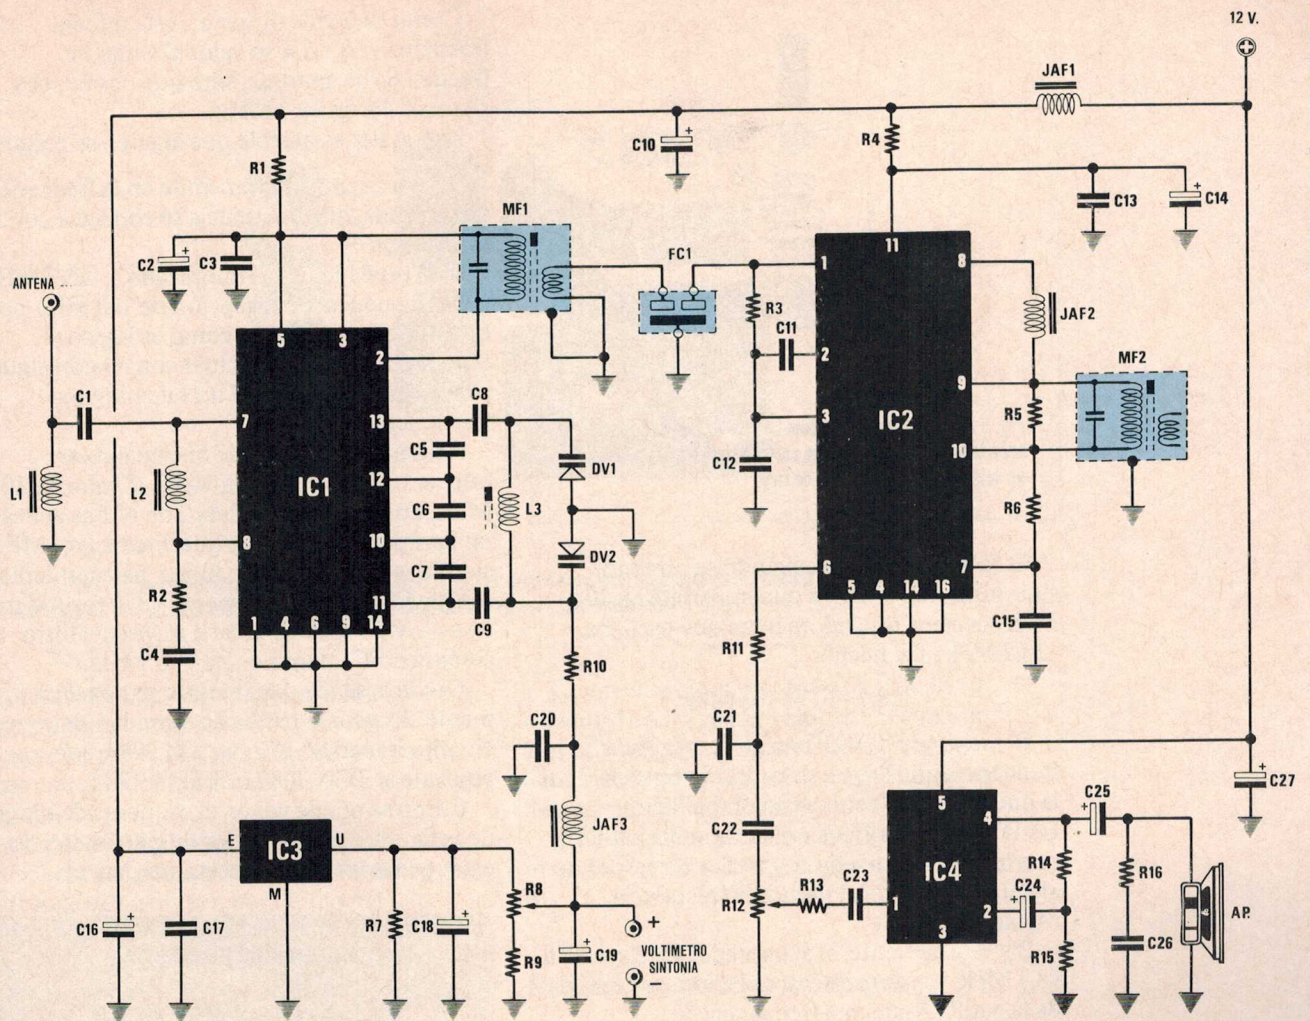 12 V.
JAF1
C10
R4
R1
C13
C14
MF1
C2
C3
FC1
11
1
8
ANTENA
R3
JAF2
C11
5
3
2
2
MF2
9
C1
C8
R5
7
13
3
IC2
C5
10
DV1
C12
12
L1
L2
IC1
L3
C6
R6
8
10
DV2
C7
6
7
R2
11
5
4
14
16
C9
1
4
6
9
14
C15
C4
R11
R10
C20
C21
C27
C25
5
JAF3
4
C22
E
IC3
U
R14
R16
IC4
M
R8
R13
C23
C24
R12
1
2
+
A.P.
C16
C17
R7
C18
VOLTIMETRO
SINTONIA
3
C26
C19
R9
R15
−